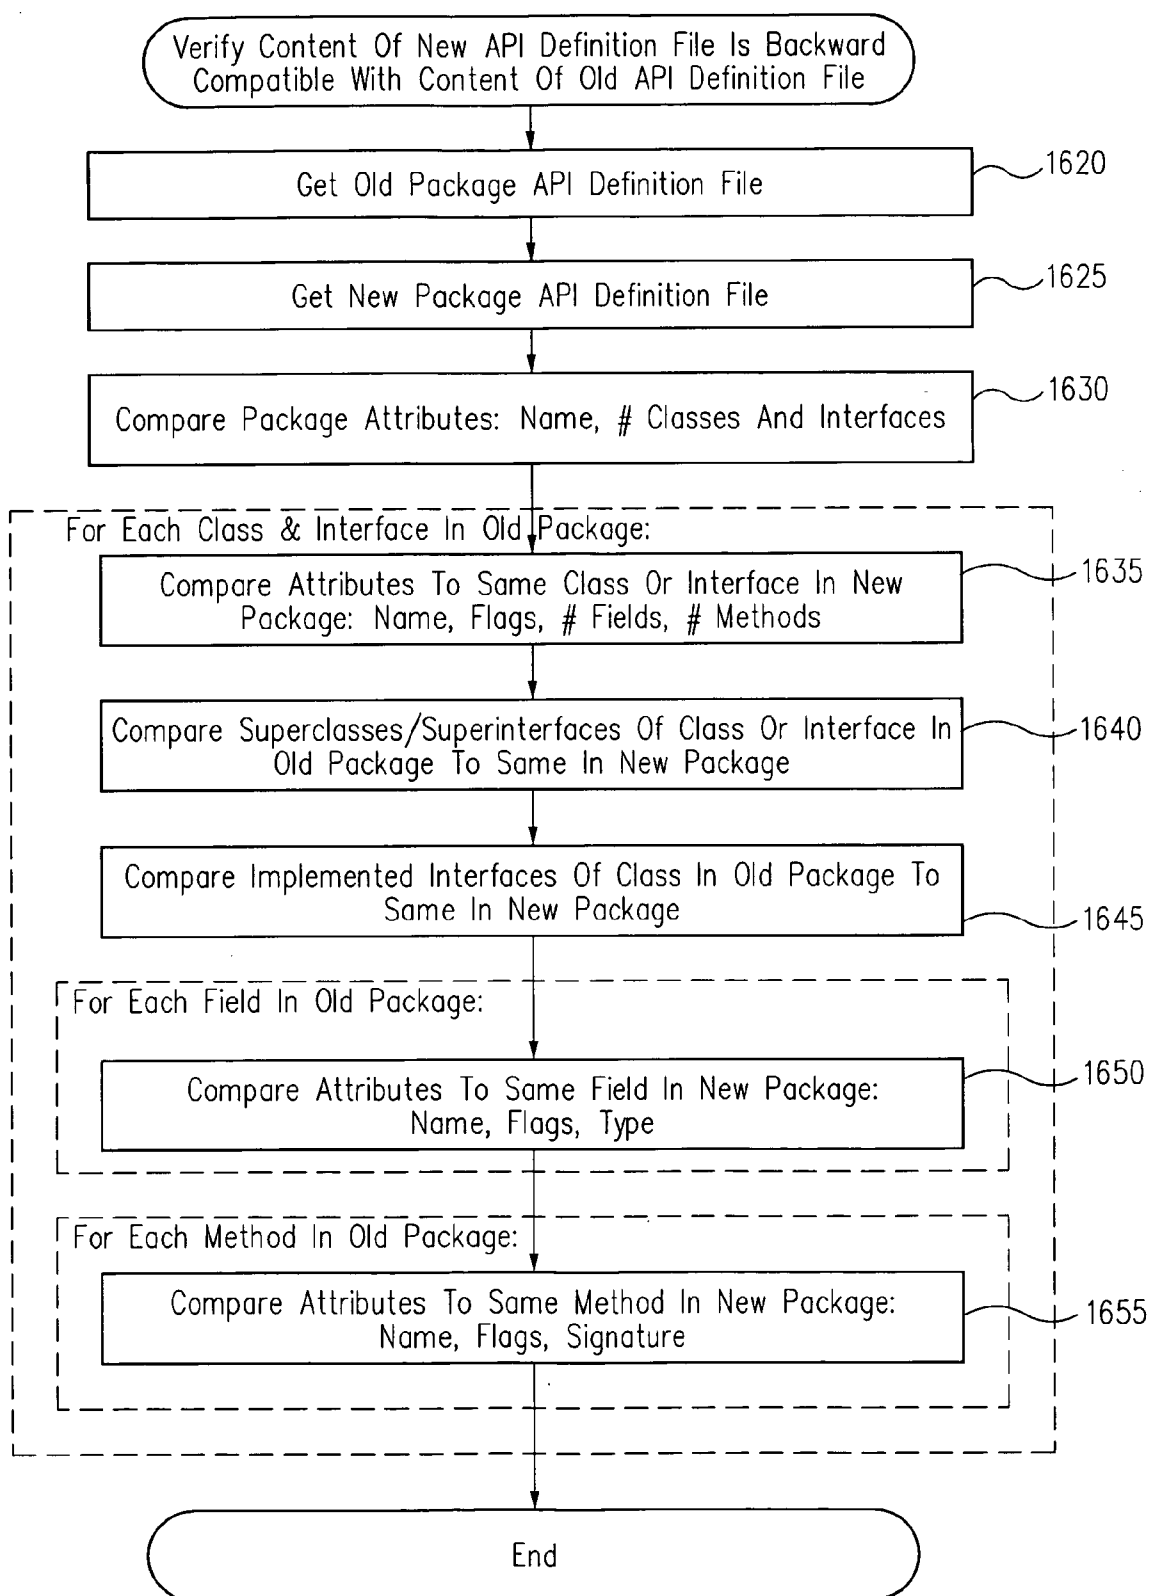 Verify Content Of New API Definition File Is Backward
Compatible With Content Of Old API Definition File
Get Old Package API Definition File
1620
Get New Package API Definition File
1625
Compare Package Attributes: Name, # Classes And Interfaces
1630
For Each Class & Interface In Old Package:
Compare Attributes To Same Class Or Interface In New
Package: Name, Flags, # Fields, # Methods
1635
Compare Superclasses/Superinterfaces Of Class Or Interface In
Old Package To Same In New Package
1640
Compare Implemented Interfaces Of Class In Old Package To
Same In New Package
1645
For Each Field In Old Package:
Compare Attributes To Same Field In New Package:
Name, Flags, Type
1650
For Each Method In Old Package:
Compare Attributes To Same Method In New Package:
Name, Flags, Signature
1655
End